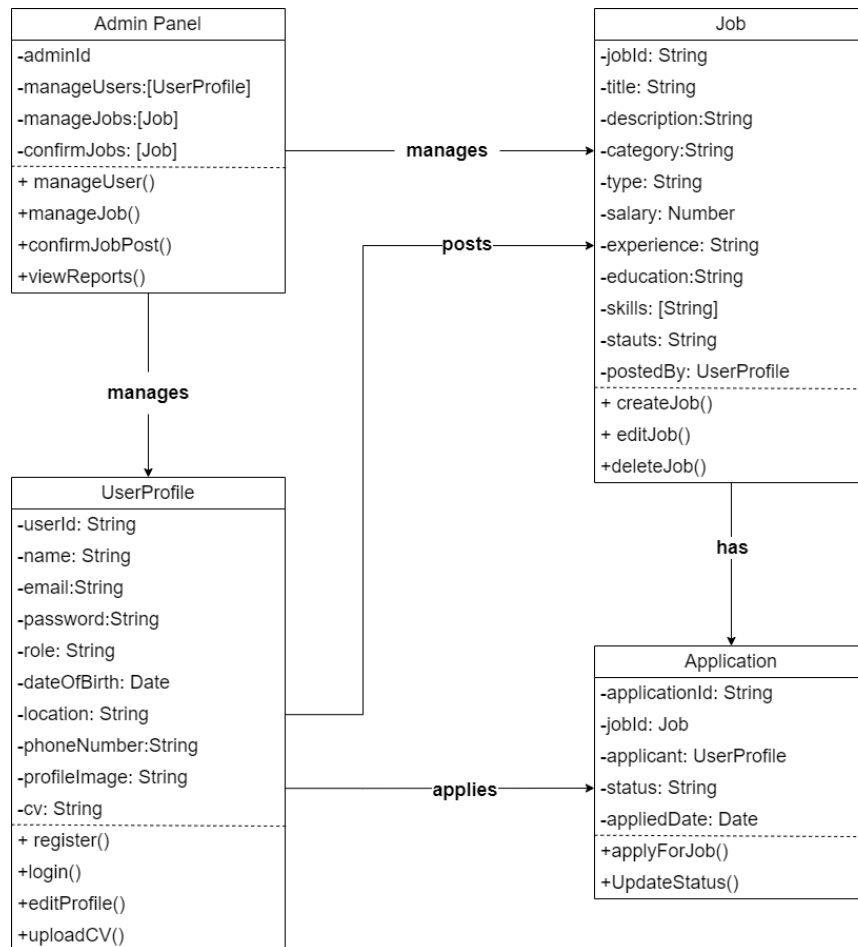 Admin Panel
-adminId
-manageUsers:[UserProfile]
-manageJobs:[Job]
-confirmJobs: [Job]
+ manageUser()
+manageJob()
+confirmJobPost()
+viewReports()
manages
manages
posts
Job
-jobId: String
-title: String
-description:String
-category:String
-type: String
-salary: Number
-experience: String
-education:String
-skills: [String]
-stauts: String
-postedBy: UserProfile
+ createJob()
+ editJob()
+deleteJob()
has
UserProfile
-userId: String
-name: String
-email:String
-password:String
-role: String
-dateOfBirth: Date
-location: String
-phoneNumber:String
-profileImage: String
-cv: String
+ register()
+login()
+editProfile()
+uploadCV()
applies
Application
-applicationId: String
-jobId: Job
-applicant: UserProfile
-status: String
-appliedDate: Date
+applyForJob()
+UpdateStatus()